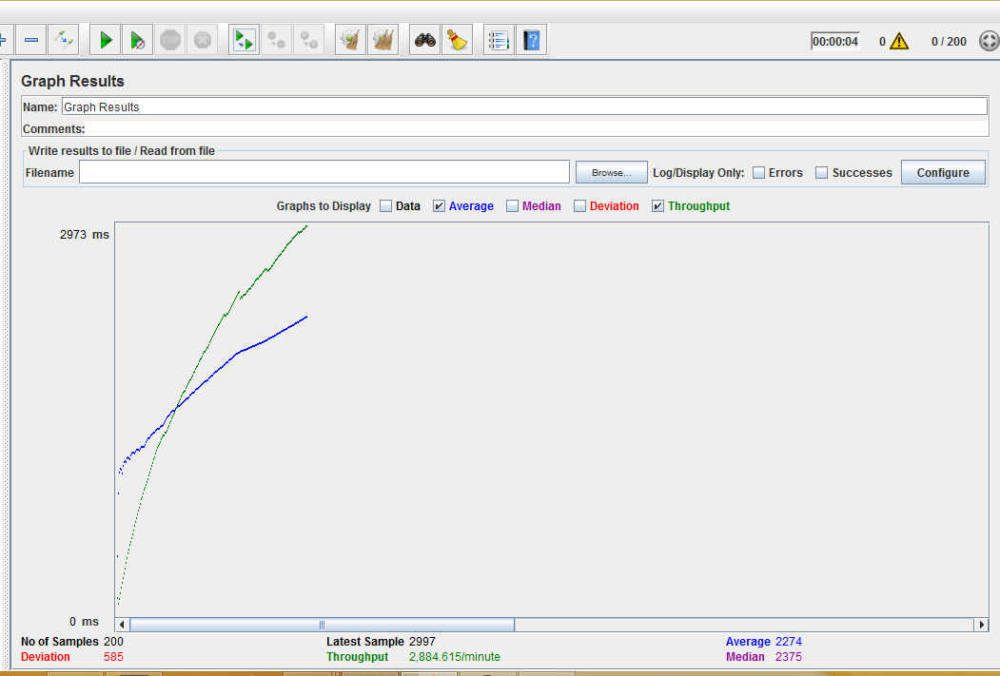 STOP
00:00:04 0 0 / 200
Graph Results
Name: Graph Results
Comments:
Write results to file / Read from file
Filename Browse... Log/Display Only: Errors Successes Configure
Graphs to Display Data Average Median Deviation Throughput
2973 ms
0 ms
No of Samples 200 Latest Sample 2997 Average 2274
Deviation 585 Throughput 2,884.615/minute Median 2375